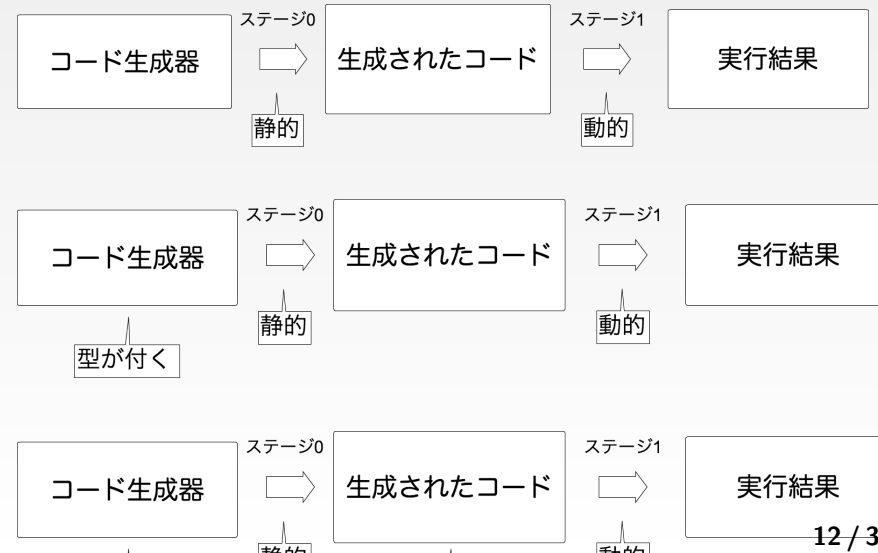 ステージ0 ステージ1
コード生成器 生成されたコード 実行結果
静的 動的
ステージ0 ステージ1
コード生成器 生成されたコード 実行結果
静的 動的
型が付く
ステージ0 ステージ1
コード生成器 生成されたコード 実行結果
12 / 3
静的 動的